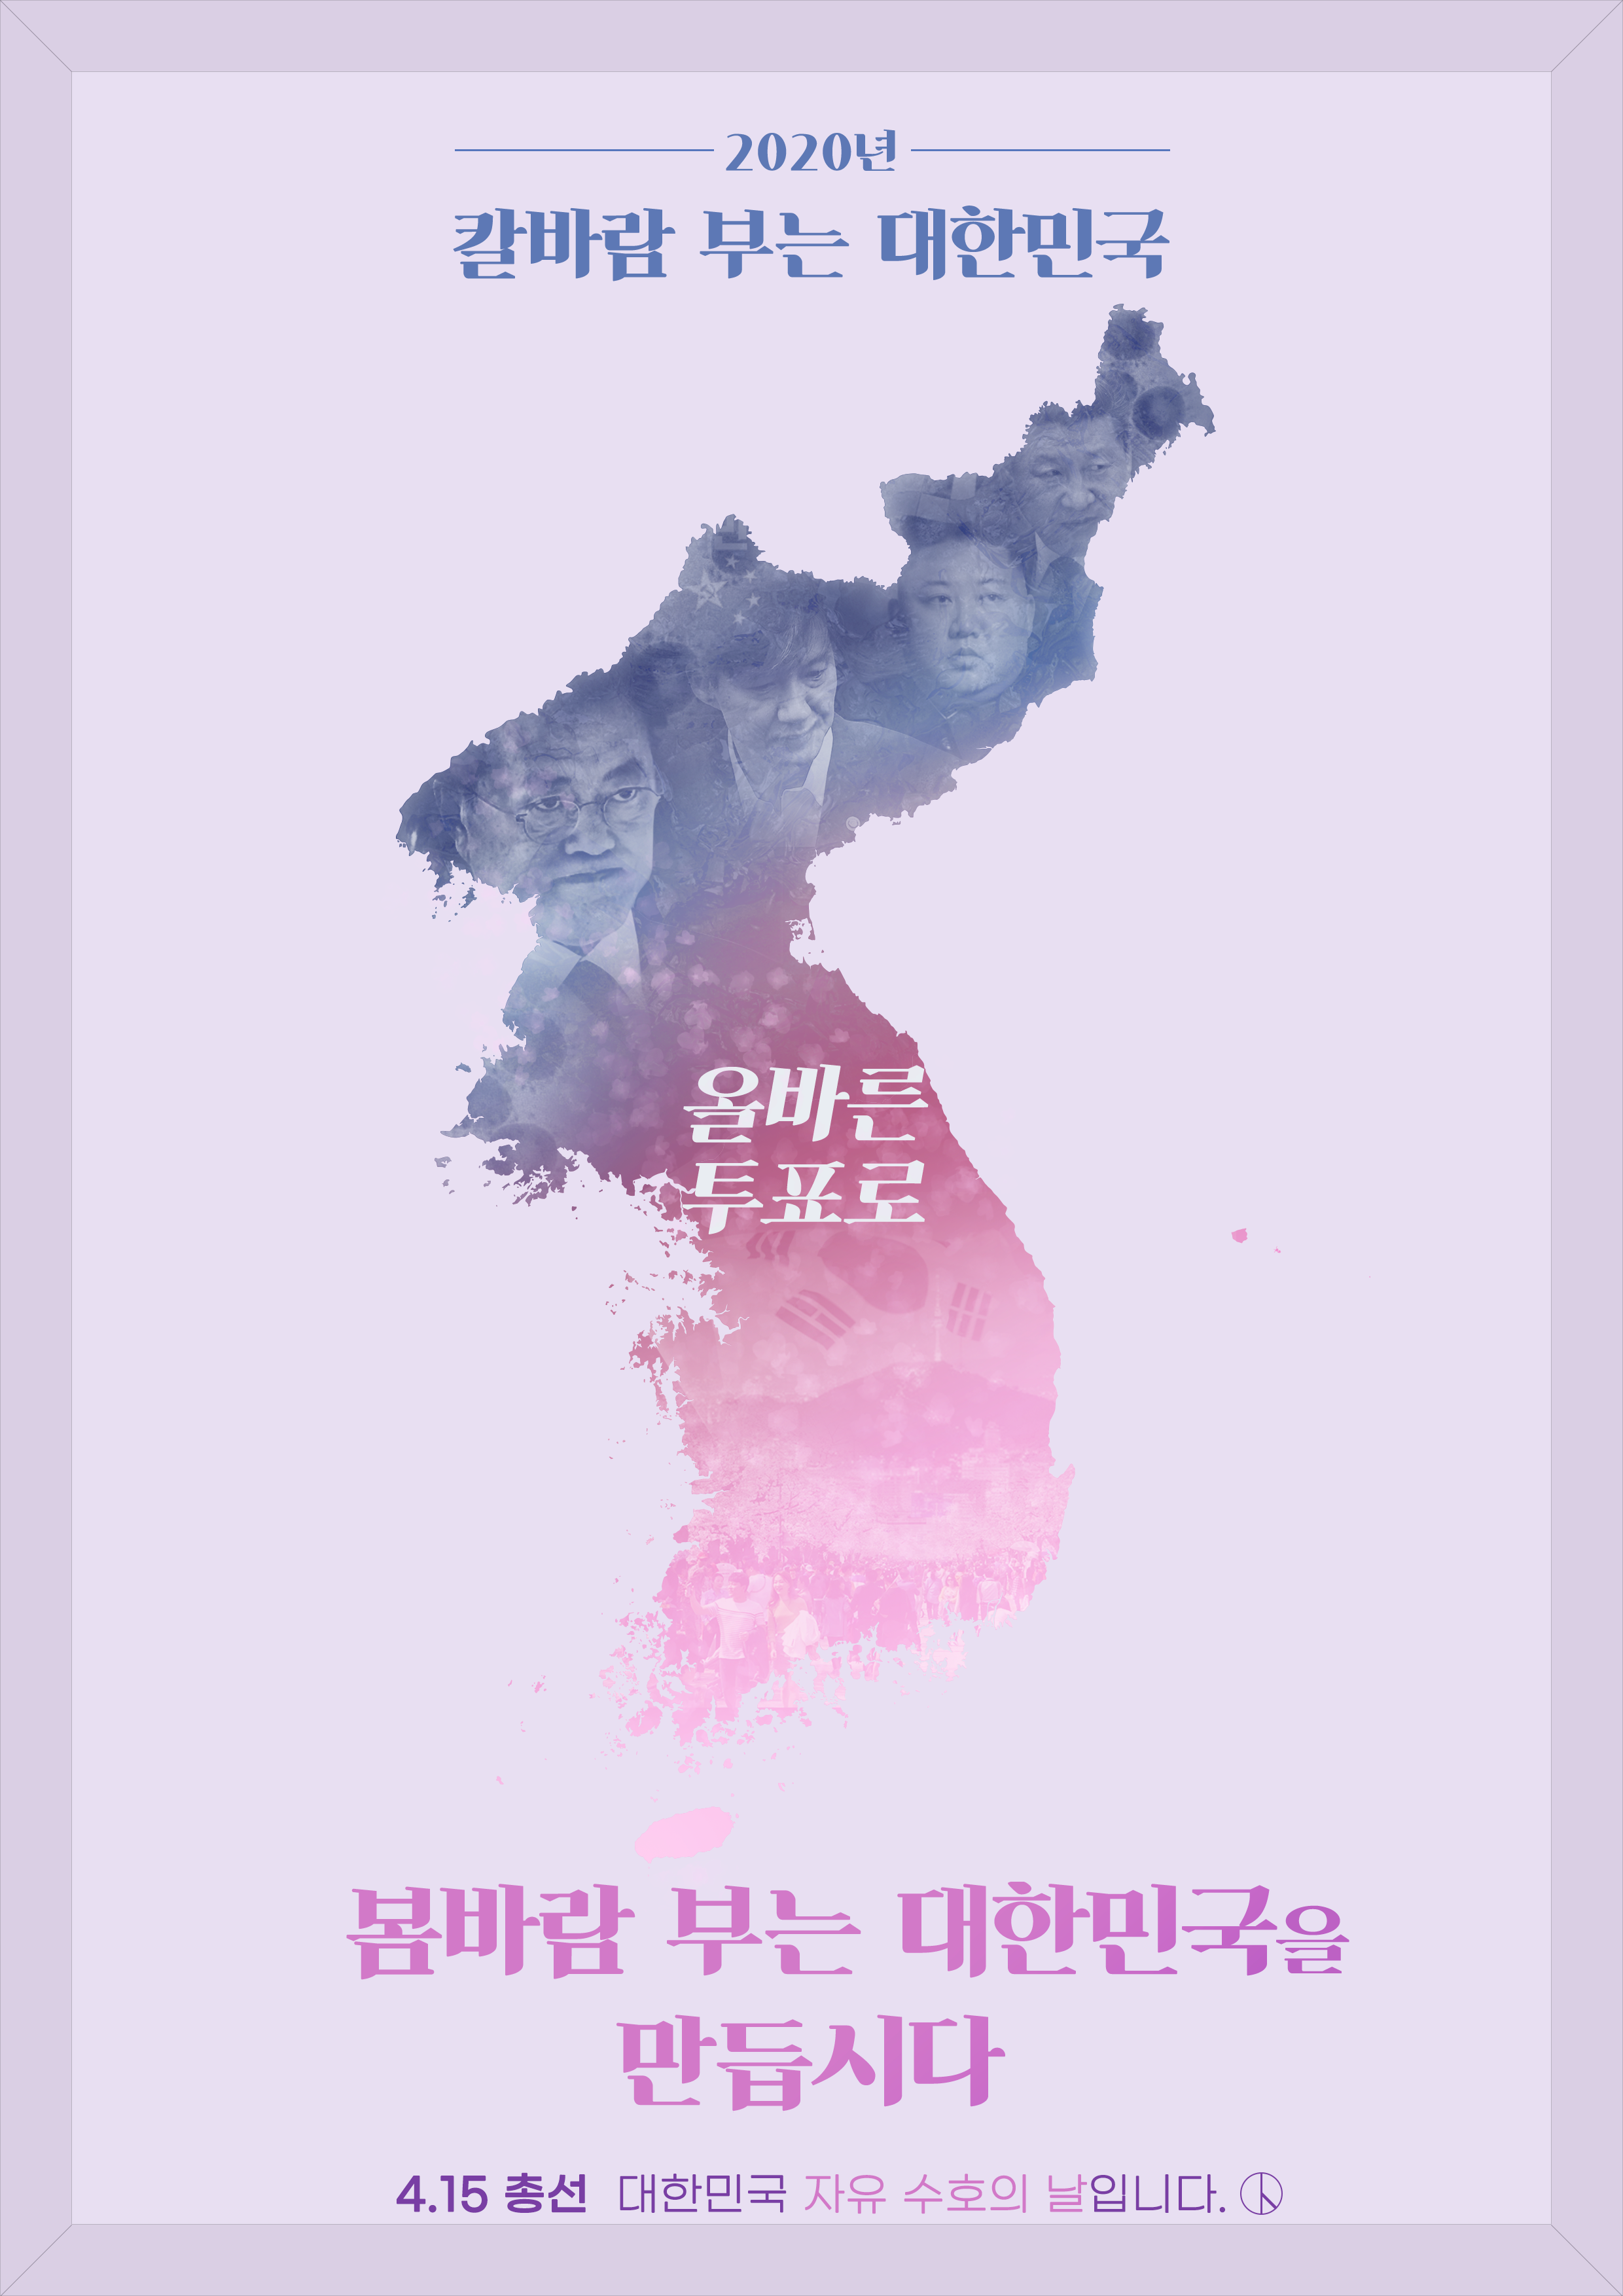 2020년
칼바람 부는 대한민국
올바른
투표로
봄바람 부는 대한민국을
만듭시다
4.15 총선 대한민국 자유 수호의 날입니다.